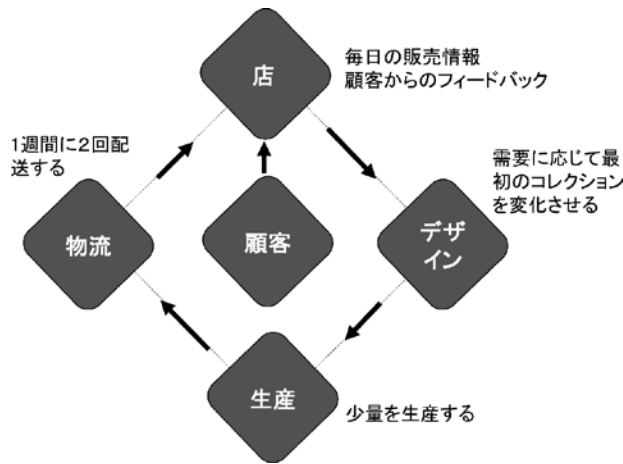 店
毎日の販売情報
顧客からのフィードバック
1週間に2回配
送する
需要に応じて最
初のコレクション
を変化させる
物流
顧客
デザ
イン
生産
少量を生産する